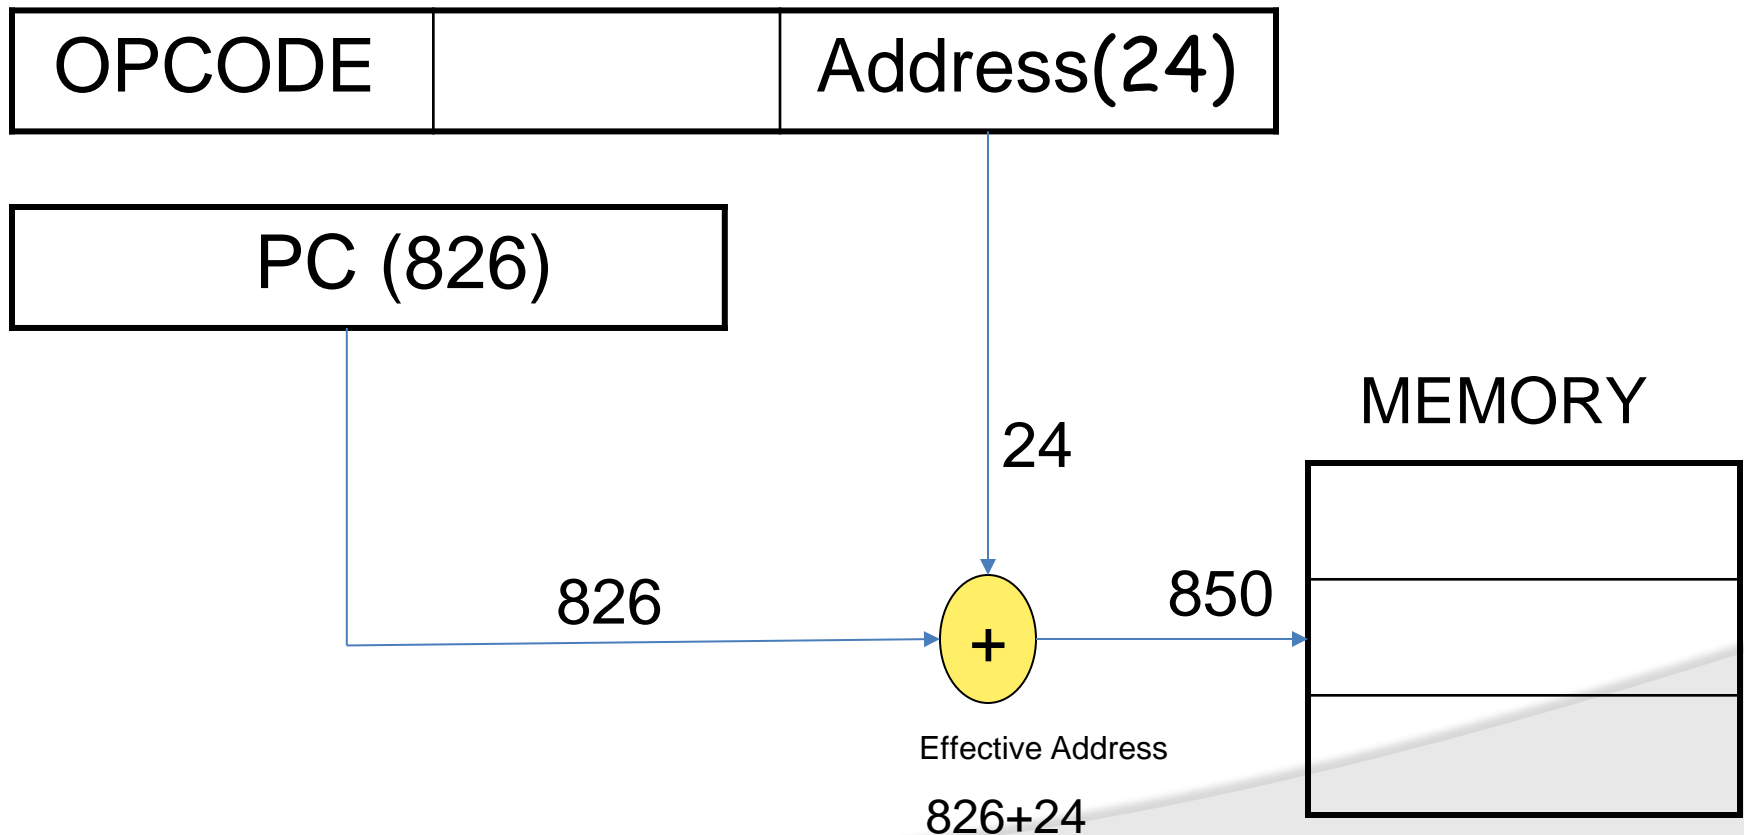 OPCODE Address(24)
PC (826)
MEMORY
24
826
850
+
Effective Address
826+24